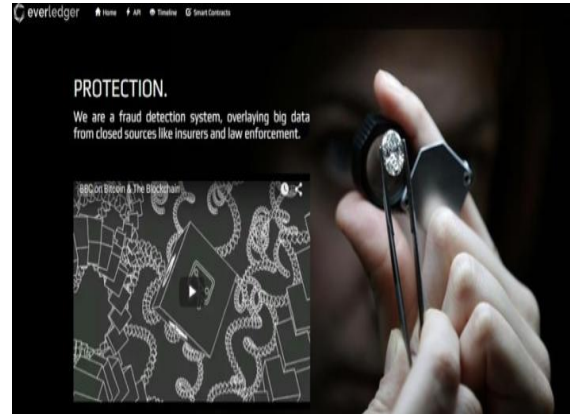 everledger Home API Timeline Smart Contracts
PROTECTION.
We are a fraud detection system, overlaying big data
from closed sources like insurers and law enforcement.
BBC on Bitcoin & The Blockchain